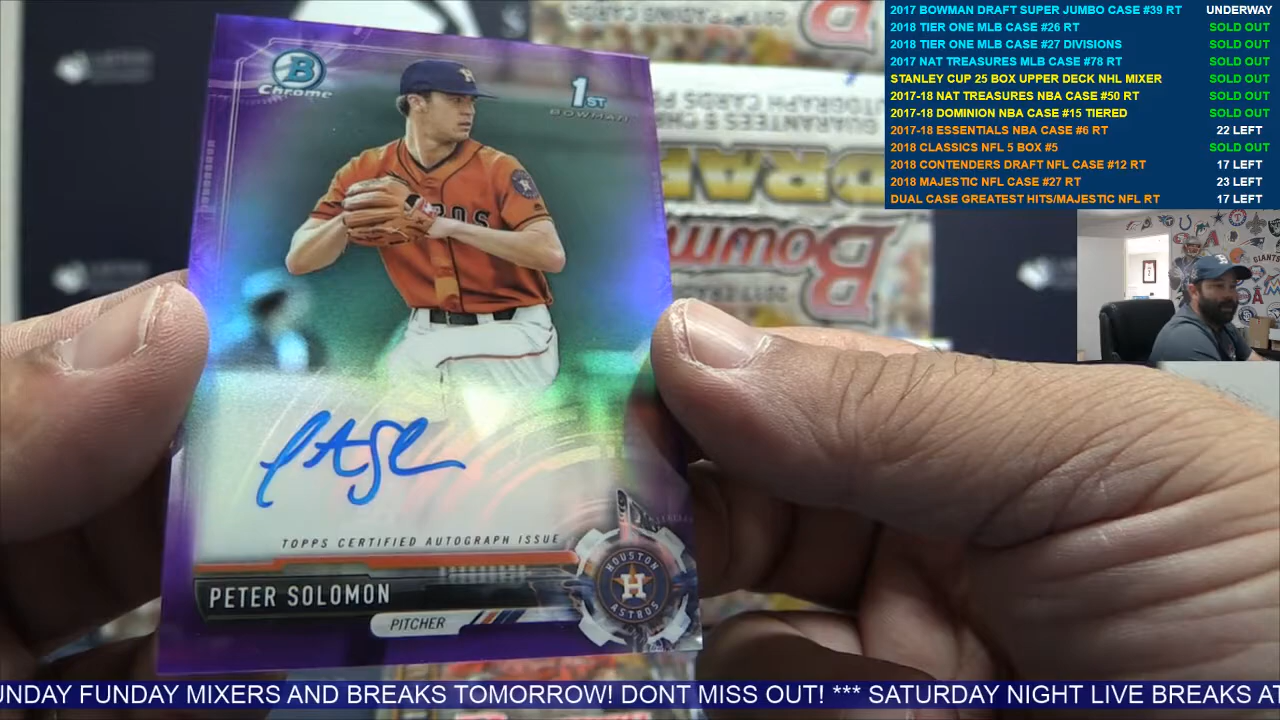 2017 BOWMAN DRAFT SUPER JUMBO CASE #39 RT UNDERWAY
2018 TIER ONE MLB CASE #26 RT SOLD OUT
2018 TIER ONE MLB CASE #27 DIVISIONS SOLD OUT
2017 NAT TREASURES MLB CASE #78 RT SOLD OUT
STANLEY CUP 25 BOX UPPER DECK NHL MIXER SOLD OUT
2017-18 NAT TREASURES NBA CASE #50 RT SOLD OUT
2017-18 DOMINION NBA CASE #15 TIERED SOLD OUT
2017-18 ESSENTIALS NBA CASE #6 RT 22 LEFT
2018 CLASSICS NFL 5 BOX #5 SOLD OUT
2018 CONTENDERS DRAFT NFL CASE #12 RT 17 LEFT
2018 MAJESTIC NFL CASE #27 RT 23 LEFT
DUAL CASE GREATEST HITS/MAJESTIC NFL RT 17 LEFT
B
Chrome
1ST
BOWMAN
ROS
DRAF
Bowm
B
GIANTS
TOPPS CERTIFIED AUTOGRAPH ISSUE
HOUSTON
H
ASTROS
PETER SOLOMON
PITCHER
UNDAY FUNDAY MIXERS AND BREAKS TOMORROW! DONT MISS OUT! *** SATURDAY NIGHT LIVE BREAKS AT